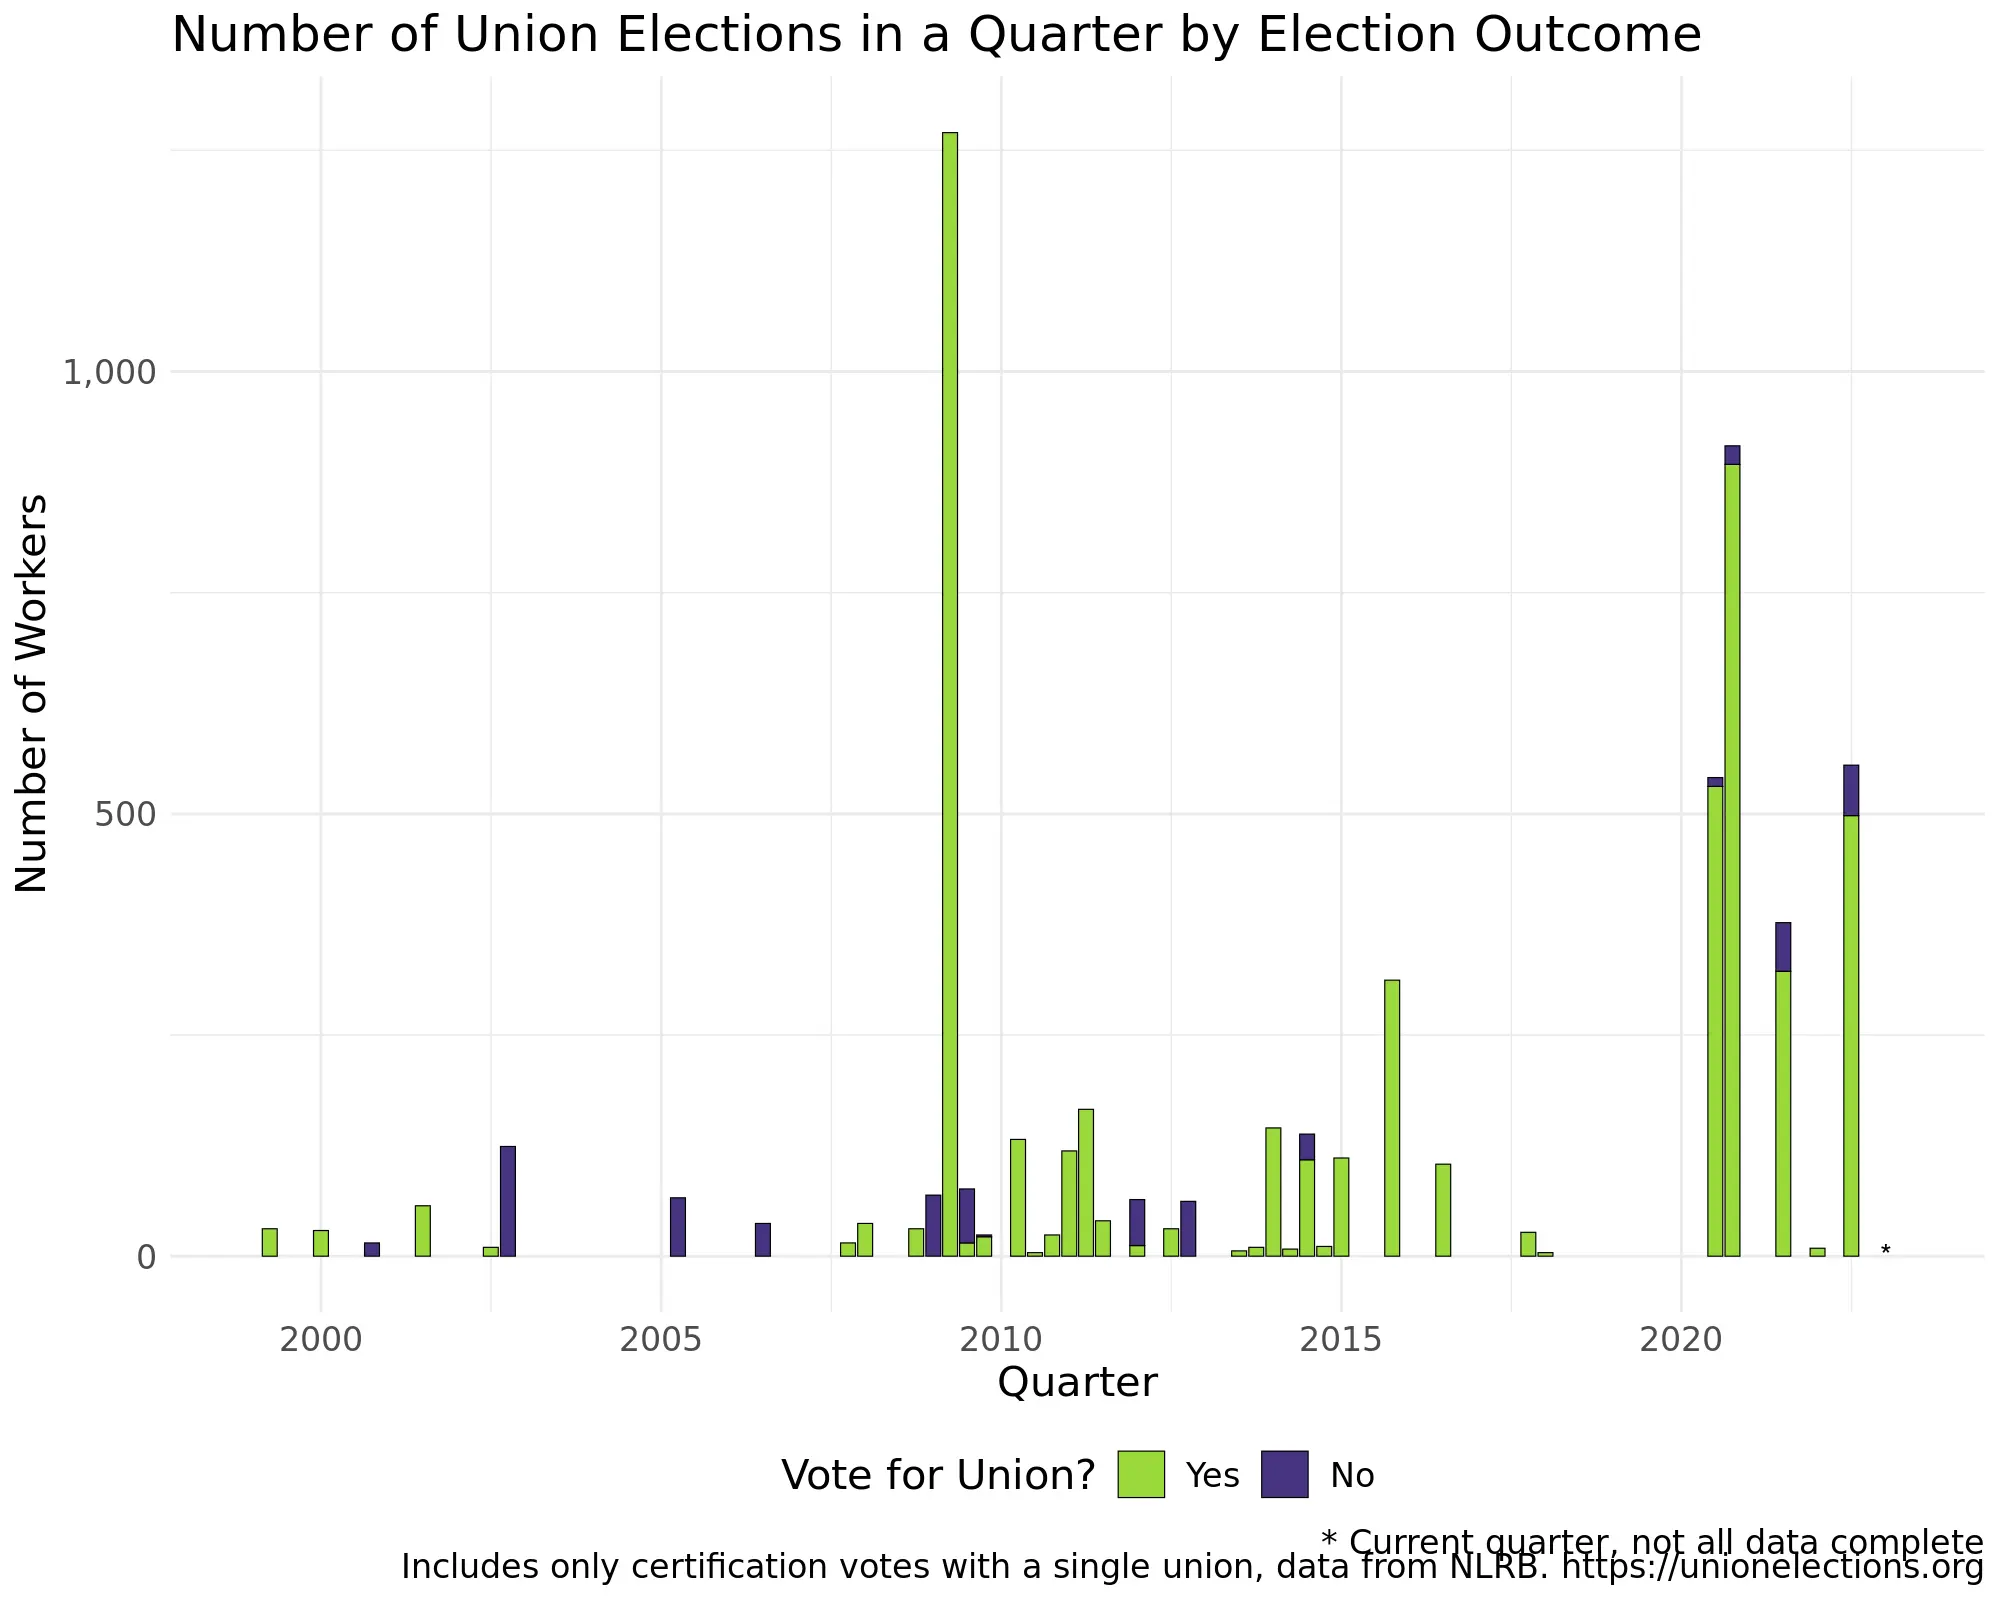 Number of Union Elections in a Quarter by Election Outcome
Number of Workers
1,000
500
0
*
2000 2005 2010 2015 2020
Quarter
Vote for Union? Yes No
* Current quarter, not all data complete
Includes only certification votes with a single union, data from NLRB. https://unionelections.org